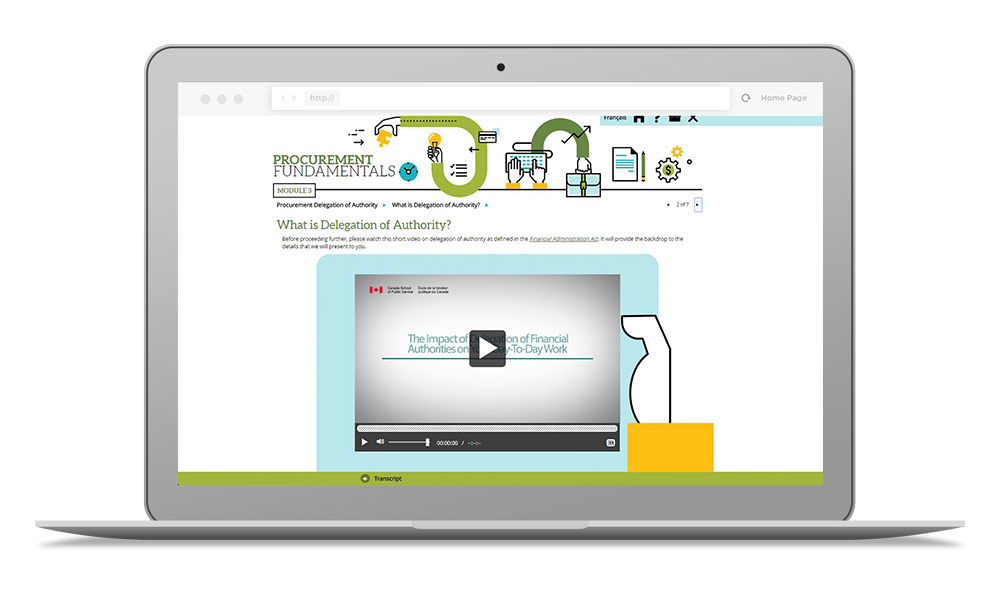 http://
Home Page
Français
?
PROCUREMENT
FUNDAMENTALS
MODULE 3
Procurement Delegation of Authority
What is Delegation of Authority?
2 of 7
What is Delegation of Authority?
Before proceeding further, please watch this short video on delegation of authority as defined in the Financial Administration Act. It will provide the backdrop to the
details that we will present to you.
Canada School
of Public Service
École de la fonction
publique du Canada
The Impact of Delegation of Financial
Authorities on Your Day-To-Day Work
00:00:00 / --:--:--
Transcript